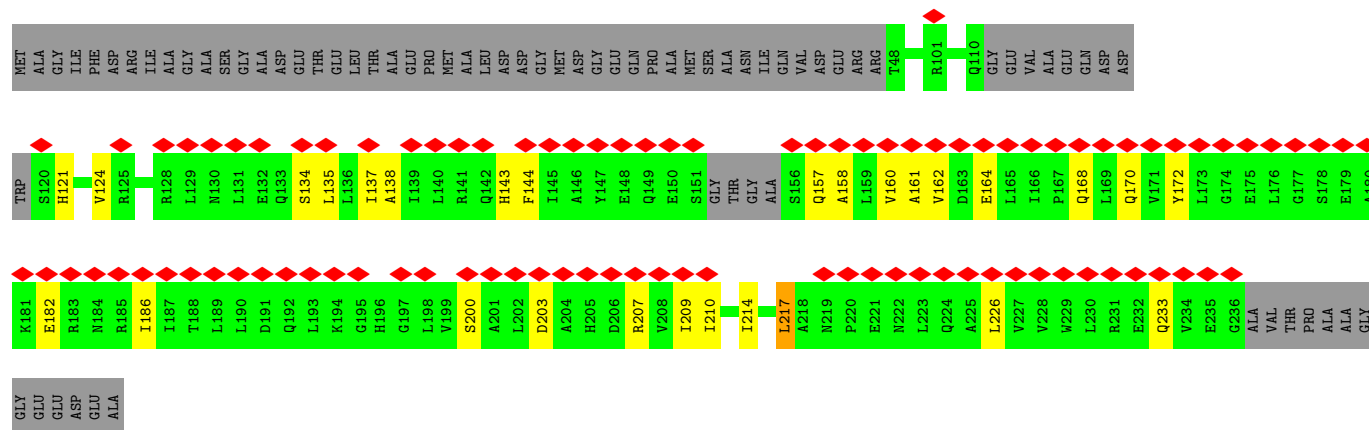 MET ALA GLY ILE PHE ASP ARG ILE ALA GLY ALA SER GLY ALA ASP GLU THR GLU LEU THR ALA GLU PRO MET ALA LEU ASP ASP GLY MET ASP GLY GLU GLN PRO ALA MET SER ALA ASN ILE GLN VAL ASP GLU ARG ARG T48 R101 Q110 GLY GLU VAL ALA GLU GLN ASP ASP
TRP S120 H121 V124 R125 R128 L129 N130 L131 E132 Q133 S134 L135 L136 I137 A138 I139 L140 R141 Q142 H143 F144 I145 A146 Y147 E148 Q149 E150 S151 GLY THR GLY ALA S156 Q157 A158 L159 V160 A161 V162 D163 E164 L165 I166 P167 Q168 L169 Q170 V171 Y172 L173 G174 E175 L176 G177 S178 E179 A180
K181 E182 R183 N184 R185 I186 I187 T188 L189 L190 D191 Q192 L193 K194 G195 H196 G197 L198 V199 S200 A201 L202 D203 A204 H205 D206 R207 V208 I209 I210 I214 L217 A218 N219 P220 E221 N222 L223 Q224 A225 L226 V227 V228 W229 L230 R231 E232 Q233 V234 E235 G236 ALA VAL THR PRO ALA ALA GLY
GLY GLU GLU ASP GLU ALA